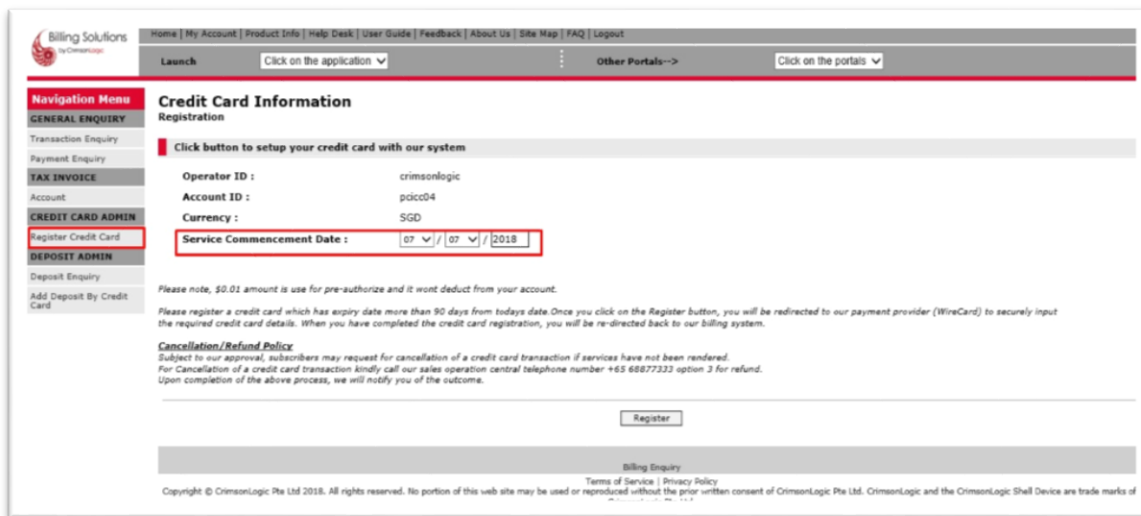 Billing Solutions
by CrimsonLogic
Home | My Account | Product Info | Help Desk | User Guide | Feedback | About Us | Site Map | FAQ | Logout
Launch Click on the application Other Portals--> Click on the portals
Navigation Menu
GENERAL ENQUIRY
Transaction Enquiry
Payment Enquiry
TAX INVOICE
Account
CREDIT CARD ADMIN
Register Credit Card
DEPOSIT ADMIN
Deposit Enquiry
Add Deposit By Credit
Card
Credit Card Information
Registration
Click button to setup your credit card with our system
Operator ID : crimsonlogic
Account ID : pcicc04
Currency : SGD
Service Commencement Date : 07 / 07 / 2018
Please note, $0.01 amount is use for pre-authorize and it wont deduct from your account.
Please register a credit card which has expiry date more than 90 days from todays date.Once you click on the Register button, you will be redirected to our payment provider (WireCard) to securely input
the required credit card details. When you have completed the credit card registration, you will be re-directed back to our billing system.
Cancellation/Refund Policy
Subject to our approval, subscribers may request for cancellation of a credit card transaction if services have not been rendered.
For Cancellation of a credit card transaction kindly call our sales operation central telephone number +65 68877333 option 3 for refund.
Upon completion of the above process, we will notify you of the outcome.
Register
Billing Enquiry
Terms of Service | Privacy Policy
Copyright © CrimsonLogic Pte Ltd 2018. All rights reserved. No portion of this web site may be used or reproduced without the prior written consent of CrimsonLogic Pte Ltd. CrimsonLogic and the CrimsonLogic Shell Device are trade marks of